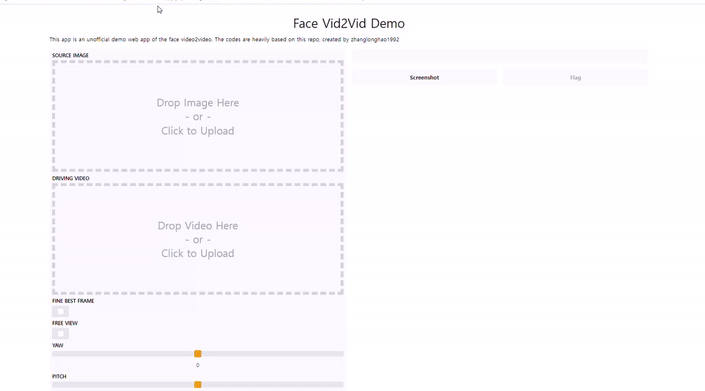 Face Vid2Vid Demo
This app is an unofficial demo web app of the face video2video. The codes are heavily based on this repo, created by zhanglonghao1992
SOURCE IMAGE
Drop Image Here
- or -
Click to Upload
DRIVING VIDEO
Drop Video Here
- or -
Click to Upload
FINE BEST FRAME
FREE VIEW
YAW
0
PITCH
Screenshot
Flag